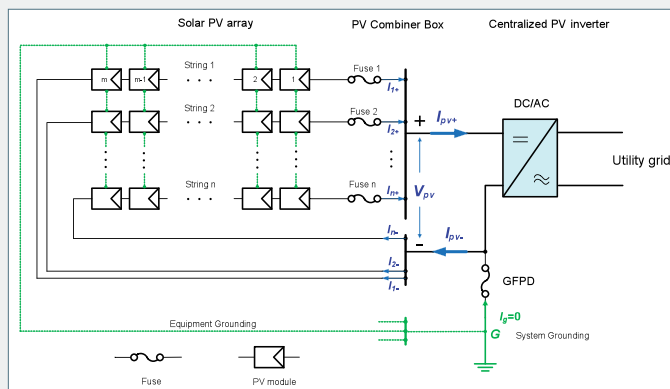 Solar PV array
PV Combiner Box
Centralized PV inverter
String 1
Fuse 1
m
m-1
2
1
I1+
DC/AC
String 2
Fuse 2
I2+
+
Ipv+
Utility grid
String n
Fuse n
In+
Vpv
In-
-
Ipv-
I2-
I1-
GFPD
Ig=0
Equipment Grounding
G
System Grounding
Fuse
PV module